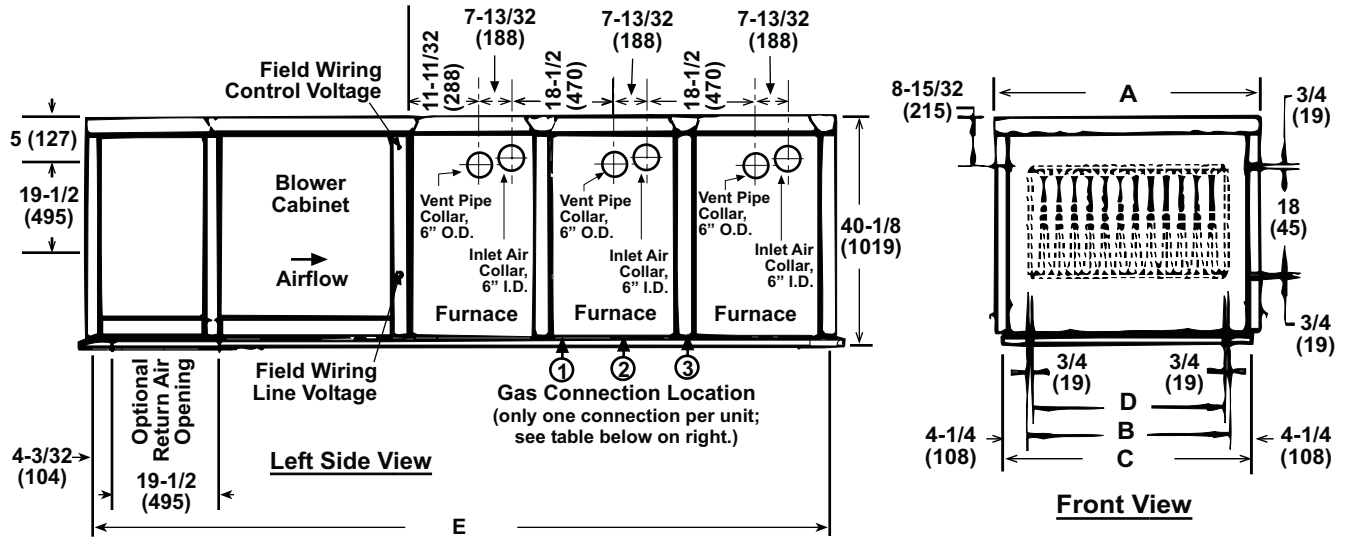 7-13/32
(188)
7-13/32
(188)
7-13/32
(188)
11-11/32
(288)
18-1/2
(470)
18-1/2
(470)
Field Wiring
Control Voltage
5 (127)
19-1/2
(495)
Blower
Cabinet
Airflow
Vent Pipe
Collar,
6” O.D.
Inlet Air
Collar,
6” I.D.
Furnace
Vent Pipe
Collar,
6” O.D.
Inlet Air
Collar,
6” I.D.
Furnace
Vent Pipe
Collar,
6” O.D.
Inlet Air
Collar,
6” I.D.
Furnace
40-1/8
(1019)
Optional
Return Air
Opening
Field Wiring
Line Voltage
1 2 3
Gas Connection Location
(only one connection per unit;
see table below on right.)
4-3/32
(104)
19-1/2
(495)
Left Side View
E
8-15/32
(215)
A
3/4
(19)
18
(45)
3/4
(19)
3/4
(19)
3/4
(19)
D
B
C
4-1/4
(108)
4-1/4
(108)
Front View